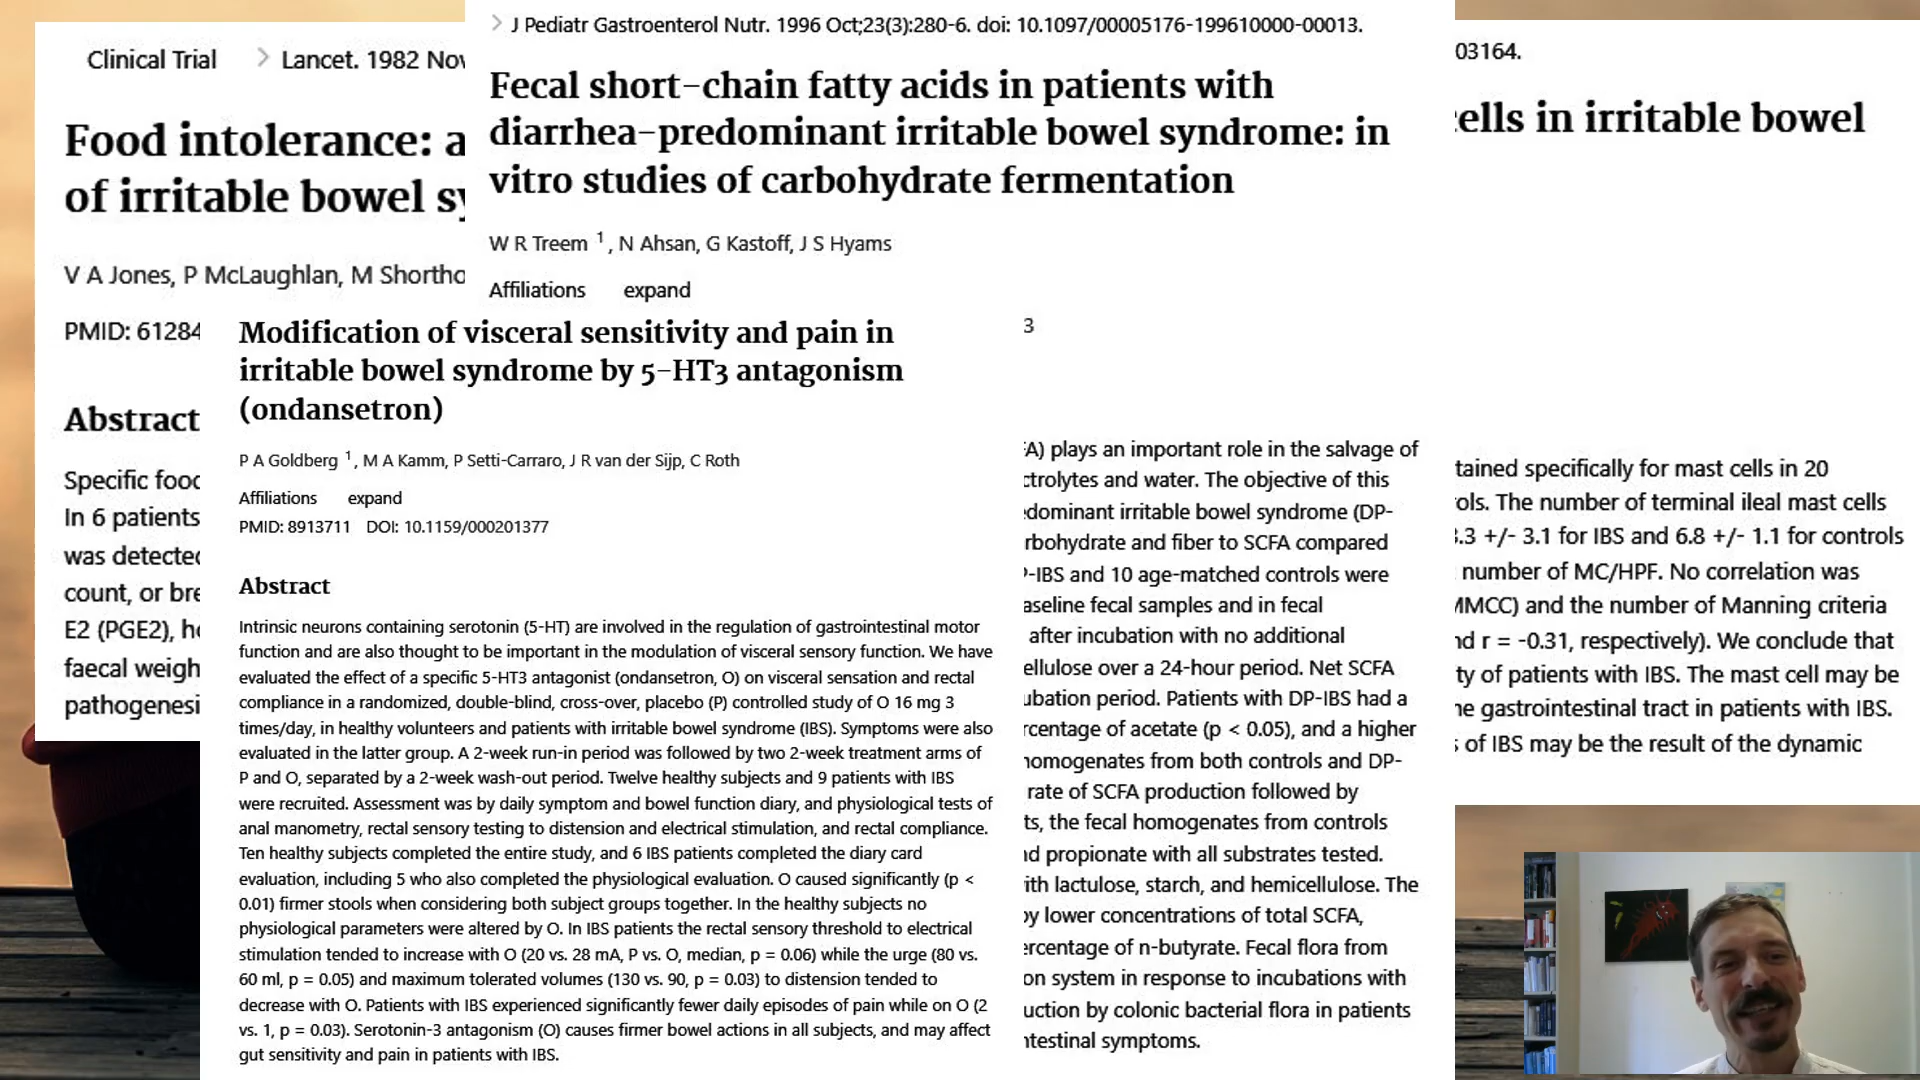 Clinical Trial
Lancet. 1982 Nov
Food intolerance: a
of irritable bowel sy
V A Jones, P McLaughlan, M Shortho
PMID: 61284
Abstract
Specific food
In 6 patients
was detected
count, or bre
E2 (PGE2), ho
faecal weigh
pathogenesi
J Pediatr Gastroenterol Nutr. 1996 Oct;23(3):280-6. doi: 10.1097/00005176-199610000-00013.
Fecal short-chain fatty acids in patients with
diarrhea-predominant irritable bowel syndrome: in
vitro studies of carbohydrate fermentation
W R Treem 1, N Ahsan, G Kastoff, J S Hyams
Affiliations expand
3
FA) plays an important role in the salvage of
ctrolytes and water. The objective of this
edominant irritable bowel syndrome (DP-
rbohydrate and fiber to SCFA compared
P-IBS and 10 age-matched controls were
aseline fecal samples and in fecal
after incubation with no additional
cellulose over a 24-hour period. Net SCFA
ubation period. Patients with DP-IBS had a
rcentage of acetate (p < 0.05), and a higher
homogenates from both controls and DP-
rate of SCFA production followed by
ts, the fecal homogenates from controls
nd propionate with all substrates tested.
ith lactulose, starch, and hemicellulose. The
by lower concentrations of total SCFA,
ercentage of n-butyrate. Fecal flora from
on system in response to incubations with
uction by colonic bacterial flora in patients
ntestinal symptoms.
Modification of visceral sensitivity and pain in
irritable bowel syndrome by 5-HT3 antagonism
(ondansetron)
P A Goldberg 1, M A Kamm, P Setti-Carraro, J R van der Sijp, C Roth
Affiliations expand
PMID: 8913711 DOI: 10.1159/000201377
Abstract
Intrinsic neurons containing serotonin (5-HT) are involved in the regulation of gastrointestinal motor
function and are also thought to be important in the modulation of visceral sensory function. We have
evaluated the effect of a specific 5-HT3 antagonist (ondansetron, O) on visceral sensation and rectal
compliance in a randomized, double-blind, cross-over, placebo (P) controlled study of O 16 mg 3
times/day, in healthy volunteers and patients with irritable bowel syndrome (IBS). Symptoms were also
evaluated in the latter group. A 2-week run-in period was followed by two 2-week treatment arms of
P and O, separated by a 2-week wash-out period. Twelve healthy subjects and 9 patients with IBS
were recruited. Assessment was by daily symptom and bowel function diary, and physiological tests of
anal manometry, rectal sensory testing to distension and electrical stimulation, and rectal compliance.
Ten healthy subjects completed the entire study, and 6 IBS patients completed the diary card
evaluation, including 5 who also completed the physiological evaluation. O caused significantly (p <
0.01) firmer stools when considering both subject groups together. In the healthy subjects no
physiological parameters were altered by O. In IBS patients the rectal sensory threshold to electrical
stimulation tended to increase with O (20 vs. 28 mA, P vs. O, median, p = 0.06) while the urge (80 vs.
60 ml, p = 0.05) and maximum tolerated volumes (130 vs. 90, p = 0.03) to distension tended to
decrease with O. Patients with IBS experienced significantly fewer daily episodes of pain while on O (2
vs. 1, p = 0.03). Serotonin-3 antagonism (O) causes firmer bowel actions in all subjects, and may affect
gut sensitivity and pain in patients with IBS.
03164.
cells in irritable bowel
tained specifically for mast cells in 20
rols. The number of terminal ileal mast cells
3.3 +/- 3.1 for IBS and 6.8 +/- 1.1 for controls
number of MC/HPF. No correlation was
MMCC) and the number of Manning criteria
nd r = -0.31, respectively). We conclude that
ty of patients with IBS. The mast cell may be
he gastrointestinal tract in patients with IBS.
s of IBS may be the result of the dynamic